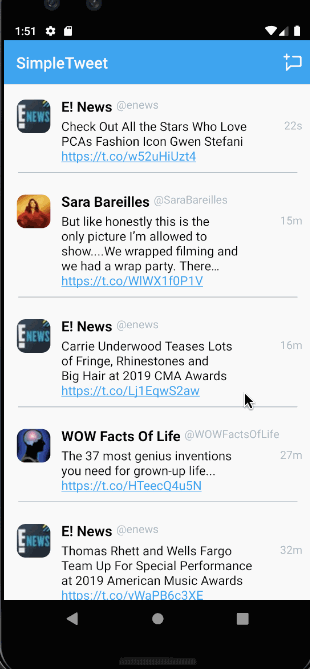 1:51
SimpleTweet
E! News @enews
Check Out All the Stars Who Love 22s
PCAs Fashion Icon Gwen Stefani
https://t.co/w52uHiUzt4
Sara Bareilles @SaraBareilles
But like honestly this is the 15m
only picture I'm allowed to
show....We wrapped filming and
we had a wrap party. There…
https://t.co/WlWX1f0P1V
E! News @enews
Carrie Underwood Teases Lots 16m
of Fringe, Rhinestones and
Big Hair at 2019 CMA Awards
https://t.co/Lj1EqwS2aw
WOW Facts Of Life @WOWFactsOfLife
The 37 most genius inventions 27m
you need for grown-up life...
https://t.co/HTeecQ4u5N
E! News @enews
Thomas Rhett and Wells Fargo 32m
Team Up For Special Performance
at 2019 American Music Awards
https://t.co/vWaPB6c3XE